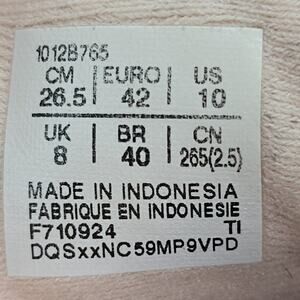 1012B765
CM | EURO | US
26.5 | 42 | 10
UK | BR | CN
8 | 40 | 265(2.5)
MADE IN INDONESIA
FABRIQUE EN INDONESIE
F710924 TI
DQSxxNC59MP9VPD